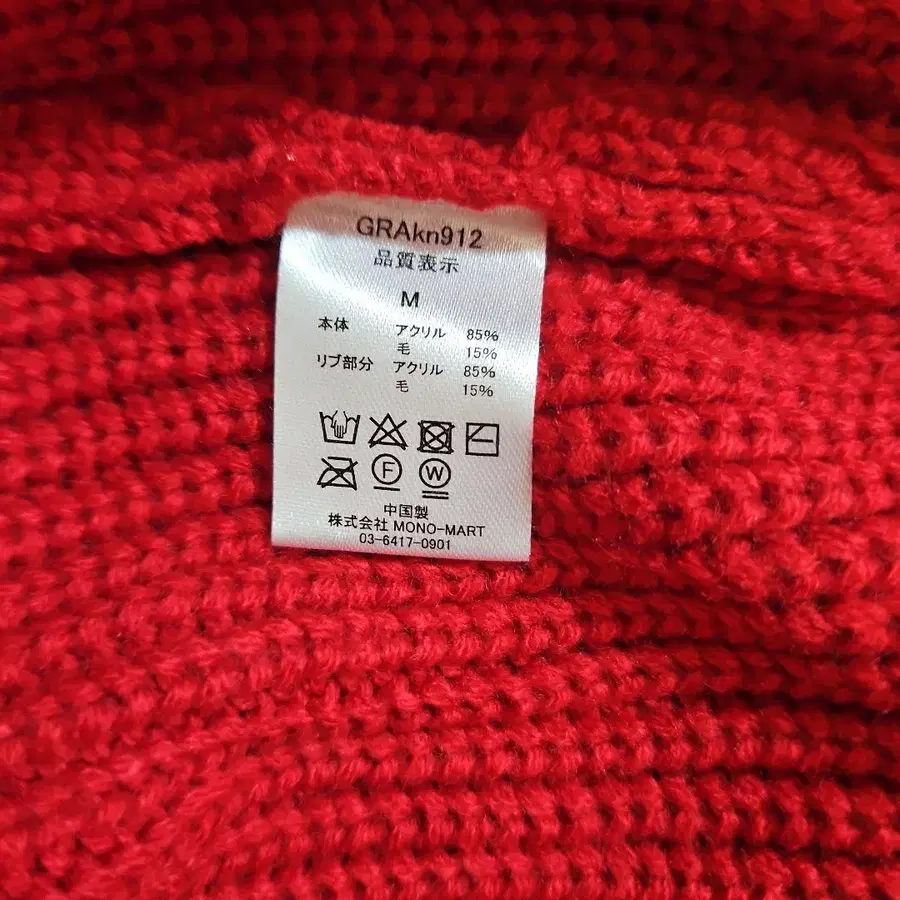 GRAkn912
品質表示
M
本体 アクリル 85%
毛 15%
リブ部分 アクリル 85%
毛 15%
F W
中国製
株式会社 MONO-MART
03-6417-0901